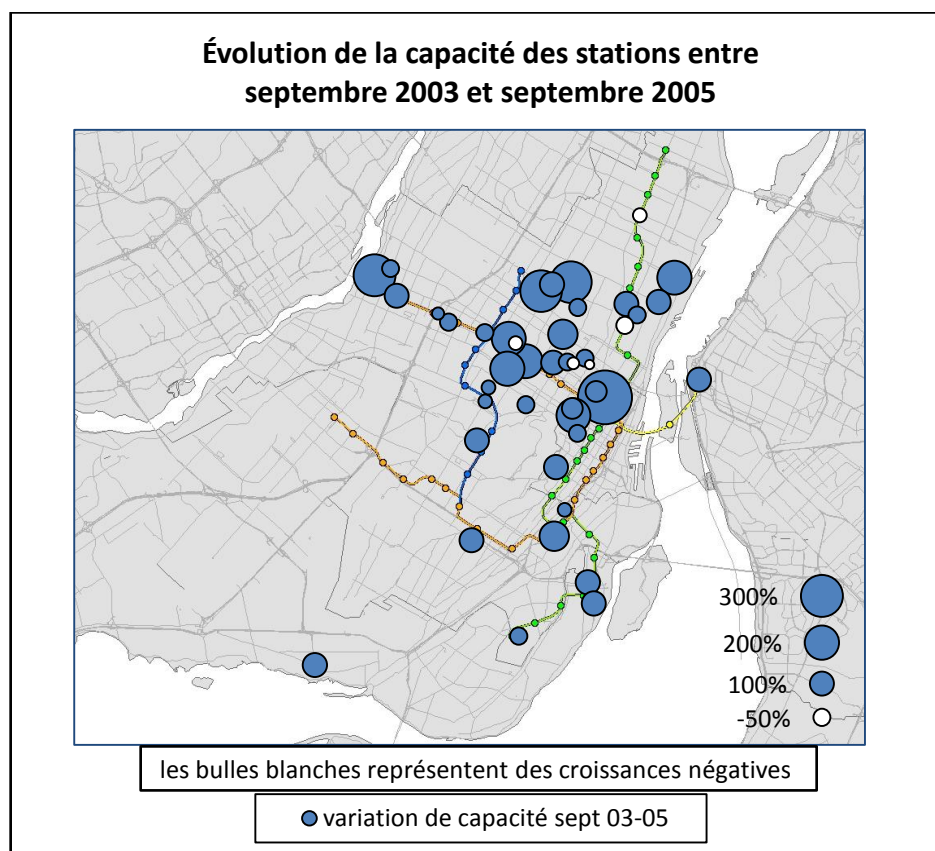 Évolution de la capacité des stations entre
septembre 2003 et septembre 2005
300%
200%
100%
-50%
les bulles blanches représentent des croissances négatives
variation de capacité sept 03-05